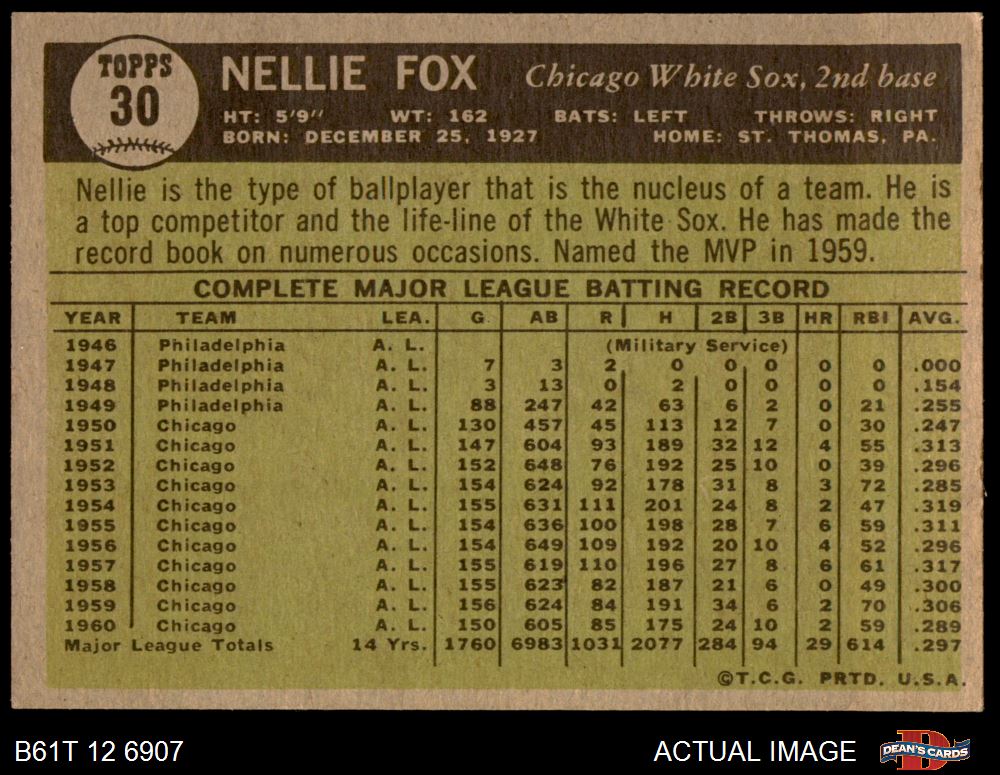 TOPPS
30
NELLIE FOX Chicago White Sox, 2nd base
HT: 5'9" WT: 162 BATS: LEFT THROWS: RIGHT
BORN: DECEMBER 25, 1927 HOME: ST. THOMAS, PA.
Nellie is the type of ballplayer that is the nucleus of a team. He is
a top competitor and the life-line of the White Sox. He has made the
record book on numerous occasions. Named the MVP in 1959.
COMPLETE MAJOR LEAGUE BATTING RECORD
YEAR TEAM LEA. G AB R H 2B 3B HR RBI AVG.
1946 Philadelphia A. L. (Military Service)
1947 Philadelphia A. L. 7 3 2 0 0 0 0 0 .000
1948 Philadelphia A. L. 3 13 0 2 0 0 0 0 .154
1949 Philadelphia A. L. 88 247 42 63 6 2 0 21 .255
1950 Chicago A. L. 130 457 45 113 12 7 0 30 .247
1951 Chicago A. L. 147 604 93 189 32 12 4 55 .313
1952 Chicago A. L. 152 648 76 192 25 10 0 39 .296
1953 Chicago A. L. 154 624 92 178 31 8 3 72 .285
1954 Chicago A. L. 155 631 111 201 24 8 2 47 .319
1955 Chicago A. L. 154 636 100 198 28 7 6 59 .311
1956 Chicago A. L. 154 649 109 192 20 10 4 52 .296
1957 Chicago A. L. 155 619 110 196 27 8 6 61 .317
1958 Chicago A. L. 155 623 82 187 21 6 0 49 .300
1959 Chicago A. L. 156 624 84 191 34 6 2 70 .306
1960 Chicago A. L. 150 605 85 175 24 10 2 59 .289
Major League Totals 14 Yrs. 1760 6983 1031 2077 284 94 29 614 .297
©T.C.G. PRTD. U.S.A.
B61T 12 6907 ACTUAL IMAGE DEAN'S CARDS